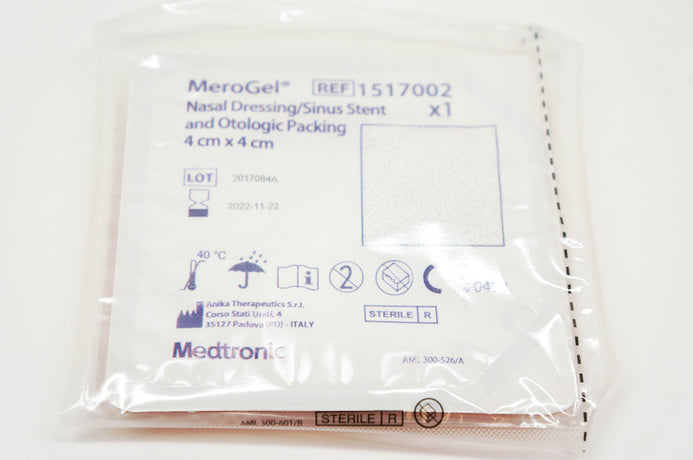 MeroGel® REF 1517002
Nasal Dressing/Sinus Stent x1
and Otologic Packing
4 cm x 4 cm
LOT 2017084A
2022-11-22
40 °C
i 2
Anika Therapeutics S.r.l.
Corso Stati Uniti, 4
35127 Padova (PD) - ITALY
STERILE R
Medtronic
AML 300-526/A
AML 300-601/B STERILE R